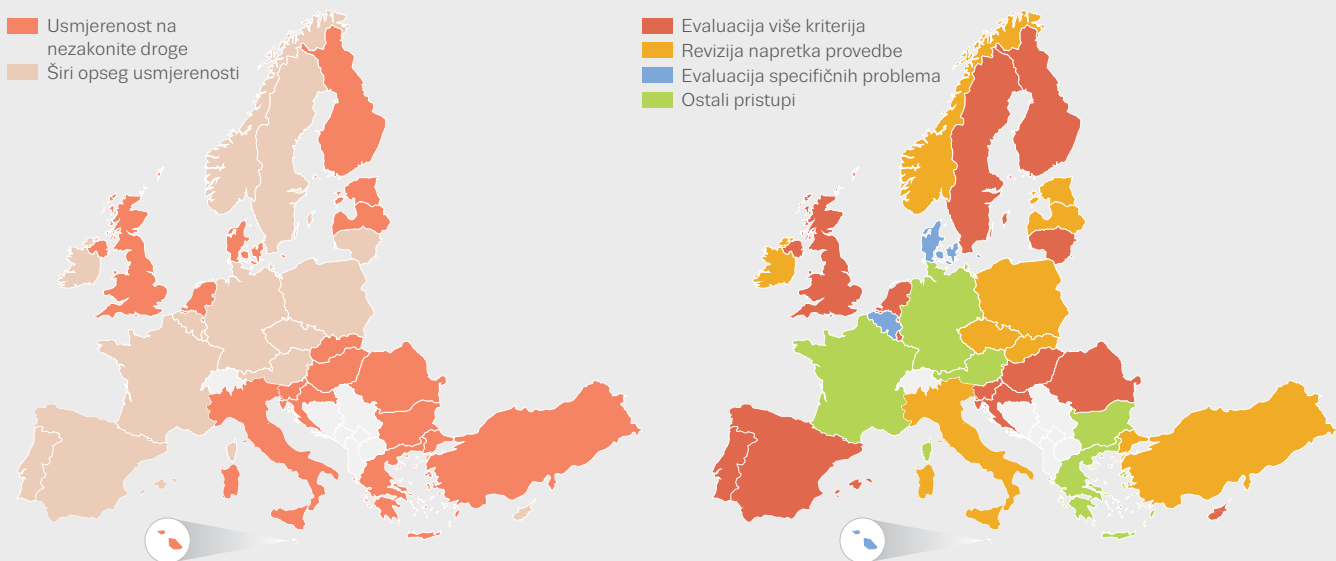 Usmjerenost na
nezakonite droge
Širi opseg usmjerenosti
Evaluacija više kriterija
Revizija napretka provedbe
Evaluacija specifičnih problema
Ostali pristupi